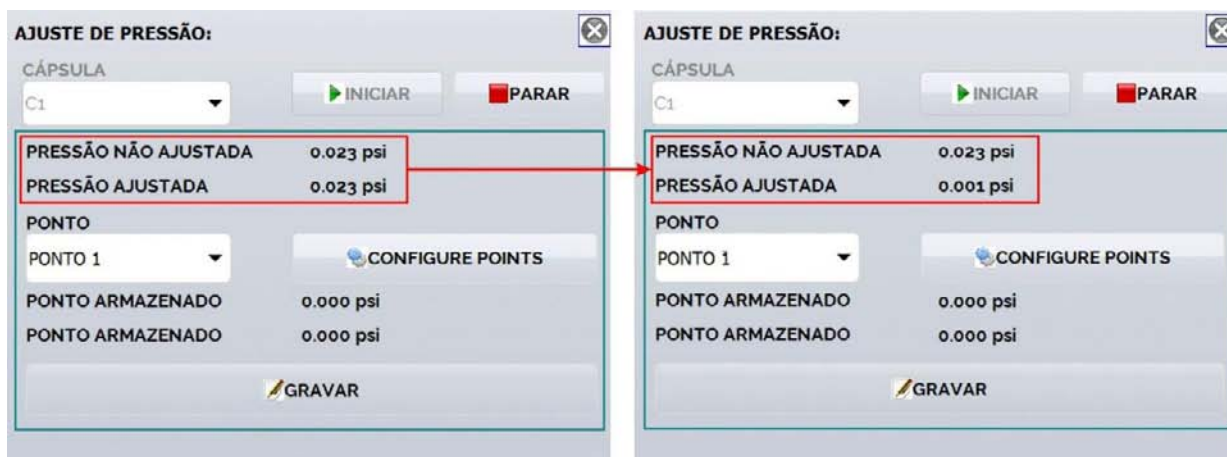 AJUSTE DE PRESSÃO:
CÁPSULA
C1
INICIAR
PARAR
PRESSÃO NÃO AJUSTADA 0.023 psi
PRESSÃO AJUSTADA 0.023 psi
PONTO
PONTO 1
CONFIGURE POINTS
PONTO ARMAZENADO 0.000 psi
PONTO ARMAZENADO 0.000 psi
GRAVAR
AJUSTE DE PRESSÃO:
CÁPSULA
C1
INICIAR
PARAR
PRESSÃO NÃO AJUSTADA 0.023 psi
PRESSÃO AJUSTADA 0.001 psi
PONTO
PONTO 1
CONFIGURE POINTS
PONTO ARMAZENADO 0.000 psi
PONTO ARMAZENADO 0.000 psi
GRAVAR